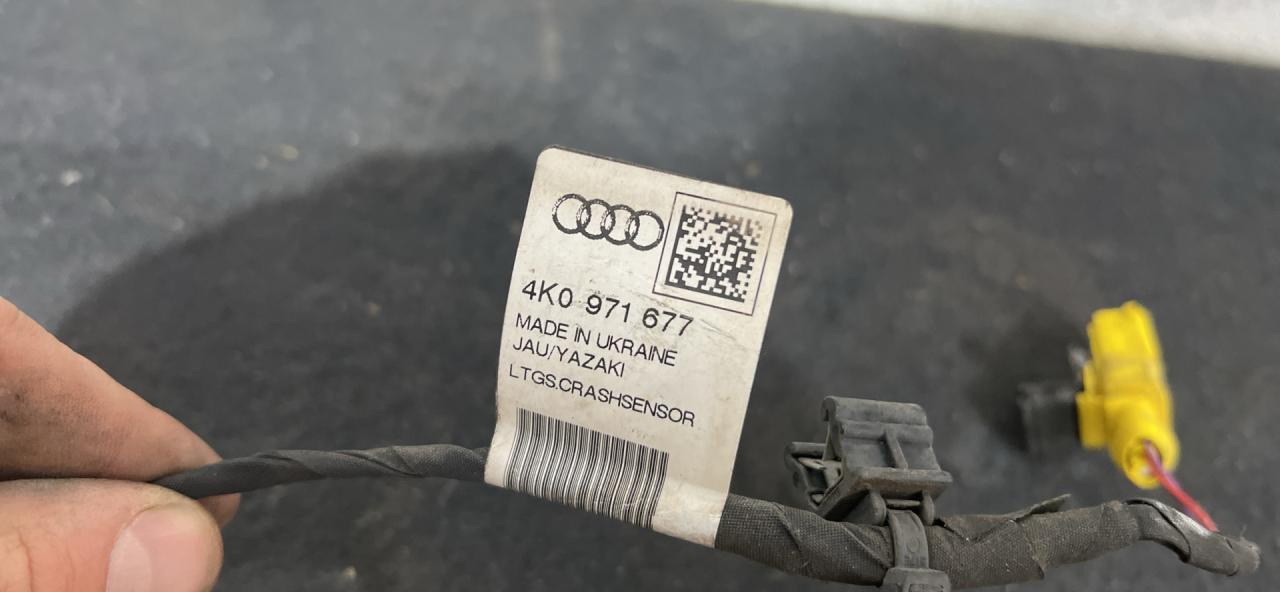 4K0 971 677
MADE IN UKRAINE
JAU/YAZAKI
LTGS.CRASHSENSOR